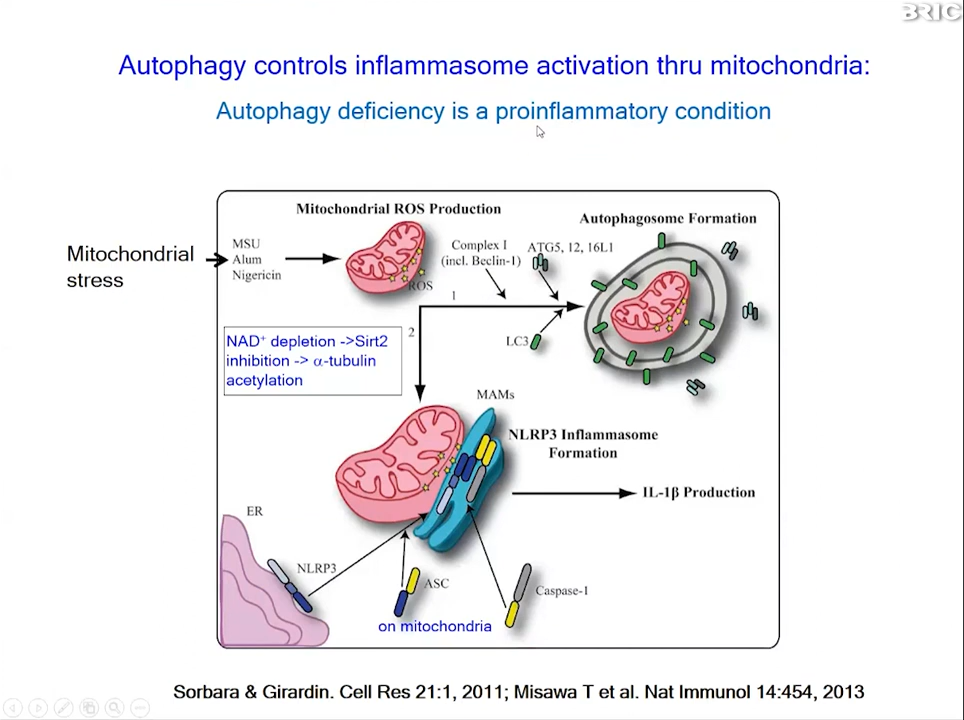 BRIC
Autophagy controls inflammasome activation thru mitochondria:
Autophagy deficiency is a proinflammatory condition
Mitochondrial
stress
Mitochondrial ROS Production
MSU
Alum
Nigericin
ROS
Complex I
(incl. Beclin-1)
ATG5, 12, 16L1
Autophagosome Formation
1
LC3
2
NAD+ depletion ->Sirt2
inhibition -> α-tubulin
acetylation
MAMs
NLRP3 Inflammasome
Formation
IL-1β Production
ER
NLRP3
ASC
Caspase-1
on mitochondria
Sorbara & Girardin. Cell Res 21:1, 2011; Misawa T et al. Nat Immunol 14:454, 2013